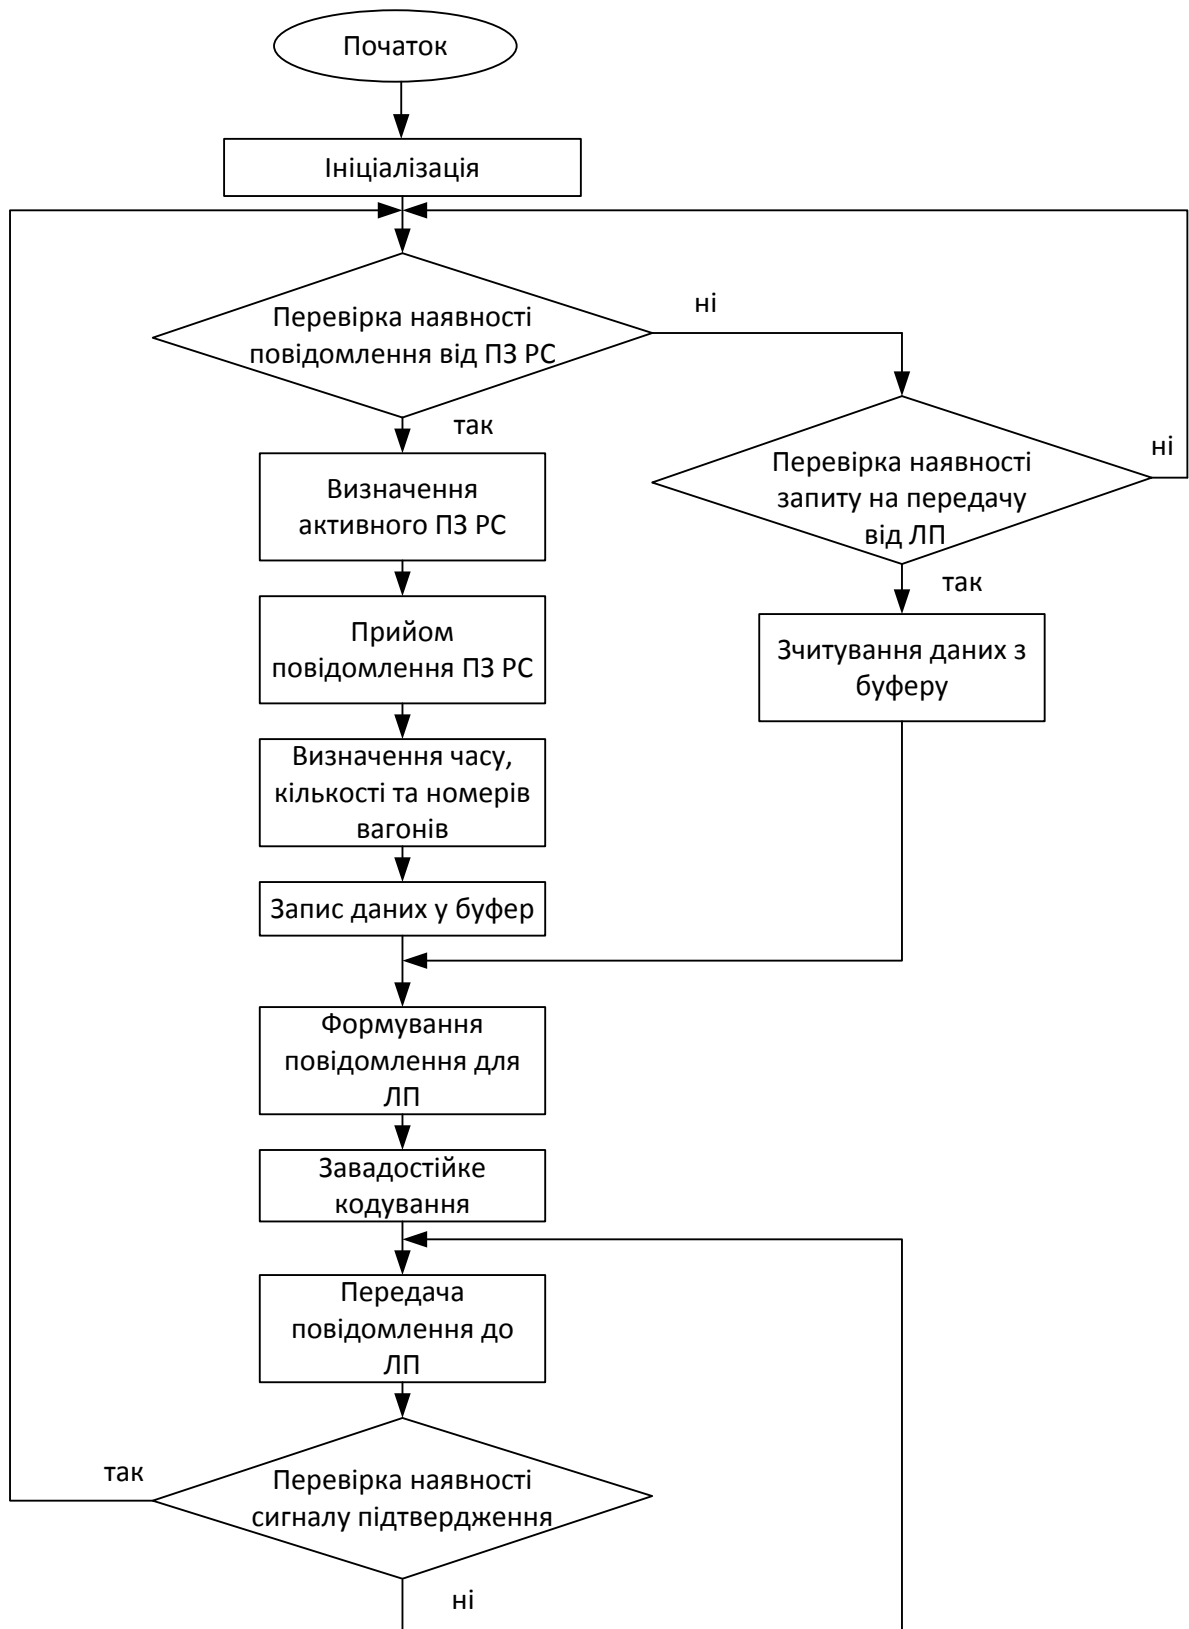 Початок
Ініціалізація
Перевірка наявності
повідомлення від ПЗ РС
ні
так
Визначення
активного ПЗ РС
Перевірка наявності
запиту на передачу
від ЛП
ні
так
Прийом
повідомлення ПЗ РС
Зчитування даних з
буферу
Визначення часу,
кількості та номерів
вагонів
Запис даних у буфер
Формування
повідомлення для
ЛП
Завадостійке
кодування
Передача
повідомлення до
ЛП
так
Перевірка наявності
сигналу підтвердження
ні